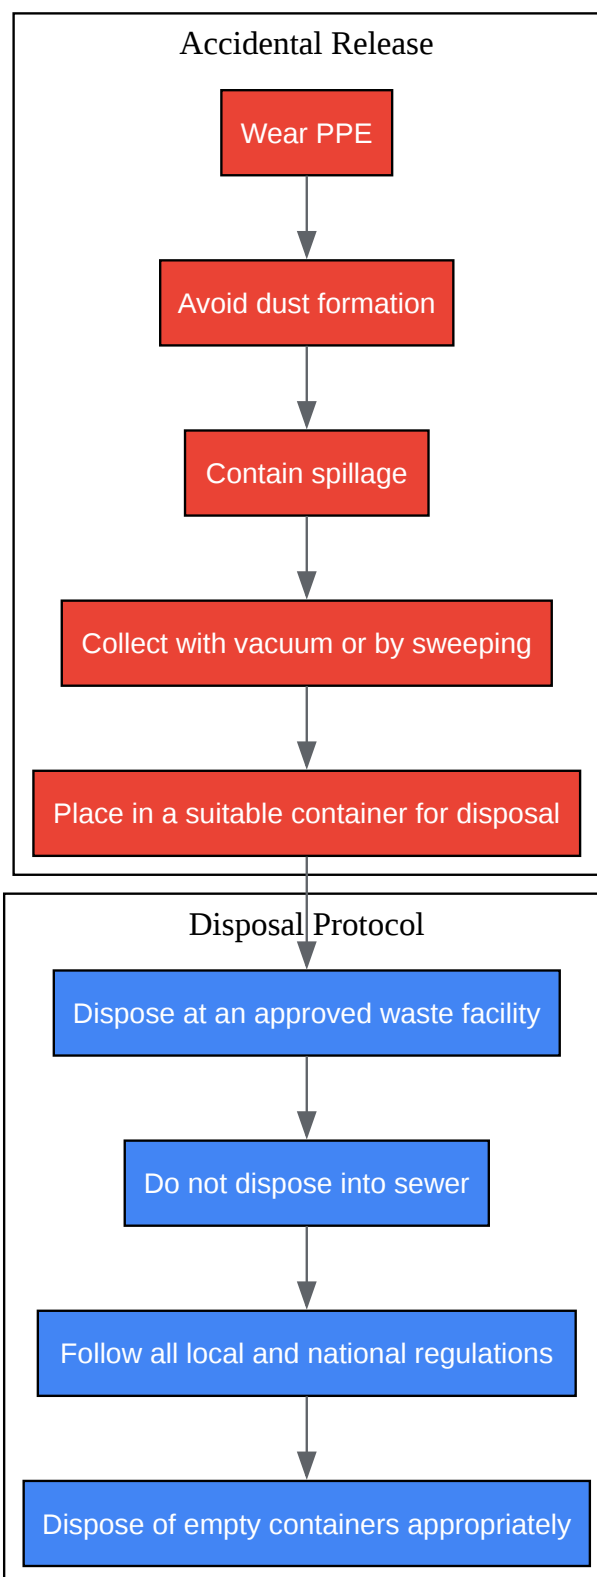 Accidental Release
Wear PPE
Avoid dust formation
Contain spillage
Collect with vacuum or by sweeping
Place in a suitable container for disposal
Disposal Protocol
Dispose at an approved waste facility
Do not dispose into sewer
Follow all local and national regulations
Dispose of empty containers appropriately